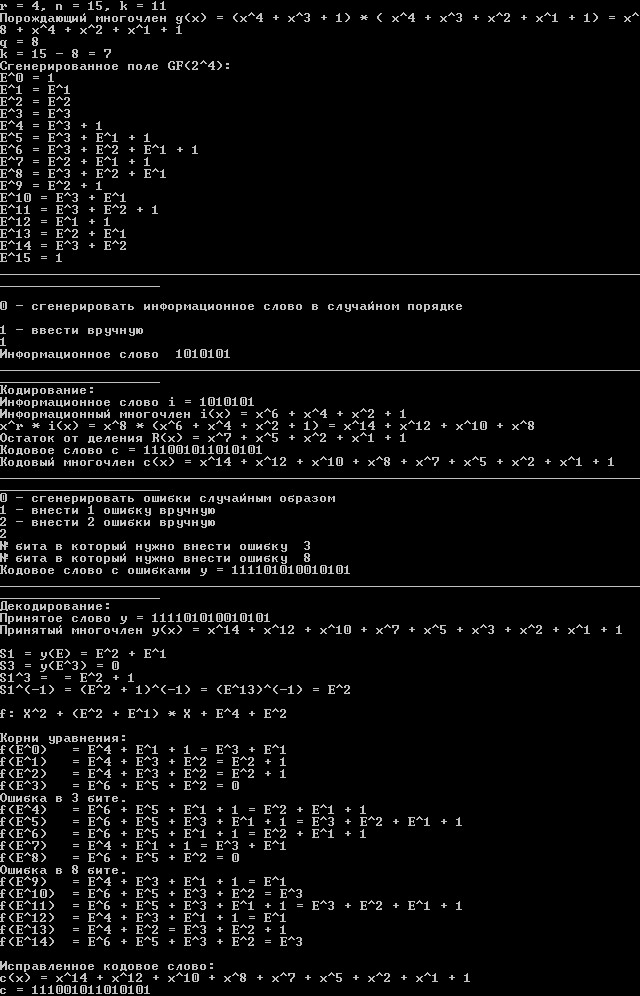 r = 4, n = 15, k = 11
Порождающий многочлен g(x) = (x^4 + x^3 + 1) * ( x^4 + x^3 + x^2 + x^1 + 1) = x^
8 + x^4 + x^2 + x^1 + 1
q = 8
k = 15 - 8 = 7
Сгенерированное поле GF(2^4):
E^0 = 1
E^1 = E^1
E^2 = E^2
E^3 = E^3
E^4 = E^3 + 1
E^5 = E^3 + E^1 + 1
E^6 = E^3 + E^2 + E^1 + 1
E^7 = E^2 + E^1 + 1
E^8 = E^3 + E^2 + E^1
E^9 = E^2 + 1
E^10 = E^3 + E^1
E^11 = E^3 + E^2 + 1
E^12 = E^1 + 1
E^13 = E^2 + E^1
E^14 = E^3 + E^2
E^15 = 1
0 - сгенерировать информационное слово в случайном порядке
1 - ввести вручную
1
Информационное слово  1010101
Кодирование:
Информационное слово i = 1010101
Информационный многочлен i(x) = x^6 + x^4 + x^2 + 1
x^r * i(x) = x^8 * (x^6 + x^4 + x^2 + 1) = x^14 + x^12 + x^10 + x^8
Остаток от деления R(x) = x^7 + x^5 + x^2 + x^1 + 1
Кодовое слово c = 111001011010101
Кодовый многочлен c(x) = x^14 + x^12 + x^10 + x^8 + x^7 + x^5 + x^2 + x^1 + 1
0 - сгенерировать ошибки случайным образом
1 - внести 1 ошибку вручную
2 - внести 2 ошибки вручную
2
№ бита в который нужно внести ошибку  3
№ бита в который нужно внести ошибку  8
Кодовое слово с ошибками y = 111101010010101
Декодирование:
Принятое слово y = 111101010010101
Принятый многочлен y(x) = x^14 + x^12 + x^10 + x^7 + x^5 + x^3 + x^2 + x^1 + 1
S1 = y(E) = E^2 + E^1
S3 = y(E^3) = 0
S1^3 =  = E^2 + 1
S1^(-1) = (E^2 + 1)^(-1) = (E^13)^(-1) = E^2
f: X^2 + (E^2 + E^1) * X + E^4 + E^2
Корни уравнения:
f(E^0)   = E^4 + E^1 + 1 = E^3 + E^1
f(E^1)   = E^4 + E^3 + E^2 = E^2 + 1
f(E^2)   = E^4 + E^3 + E^2 = E^2 + 1
f(E^3)   = E^6 + E^5 + E^2 = 0
Ошибка в 3 бите.
f(E^4)   = E^6 + E^5 + E^1 + 1 = E^2 + E^1 + 1
f(E^5)   = E^6 + E^5 + E^3 + E^1 + 1 = E^3 + E^2 + E^1 + 1
f(E^6)   = E^6 + E^5 + E^1 + 1 = E^2 + E^1 + 1
f(E^7)   = E^4 + E^1 + 1 = E^3 + E^1
f(E^8)   = E^6 + E^5 + E^2 = 0
Ошибка в 8 бите.
f(E^9)   = E^4 + E^3 + E^1 + 1 = E^1
f(E^10)  = E^6 + E^5 + E^3 + E^2 = E^3
f(E^11)  = E^6 + E^5 + E^3 + E^1 + 1 = E^3 + E^2 + E^1 + 1
f(E^12)  = E^4 + E^3 + E^1 + 1 = E^1
f(E^13)  = E^4 + E^2 = E^3 + E^2 + 1
f(E^14)  = E^6 + E^5 + E^3 + E^2 = E^3
Исправленное кодовое слово:
c(x) = x^14 + x^12 + x^10 + x^8 + x^7 + x^5 + x^2 + x^1 + 1
c = 111001011010101